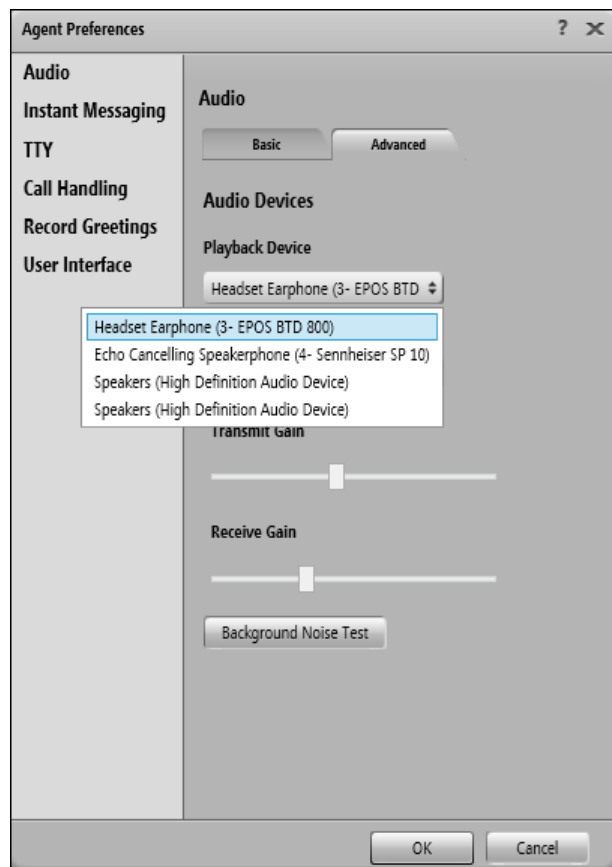 Agent Preferences ? ×
Audio
Instant Messaging
TTY
Call Handling
Record Greetings
User Interface
Audio
Basic Advanced
Audio Devices
Playback Device
Headset Earphone (3- EPOS BTD
Headset Earphone (3- EPOS BTD 800)
Echo Cancelling Speakerphone (4- Sennheiser SP 10)
Speakers (High Definition Audio Device)
Speakers (High Definition Audio Device)
Transmit Gain
Receive Gain
Background Noise Test
OK Cancel